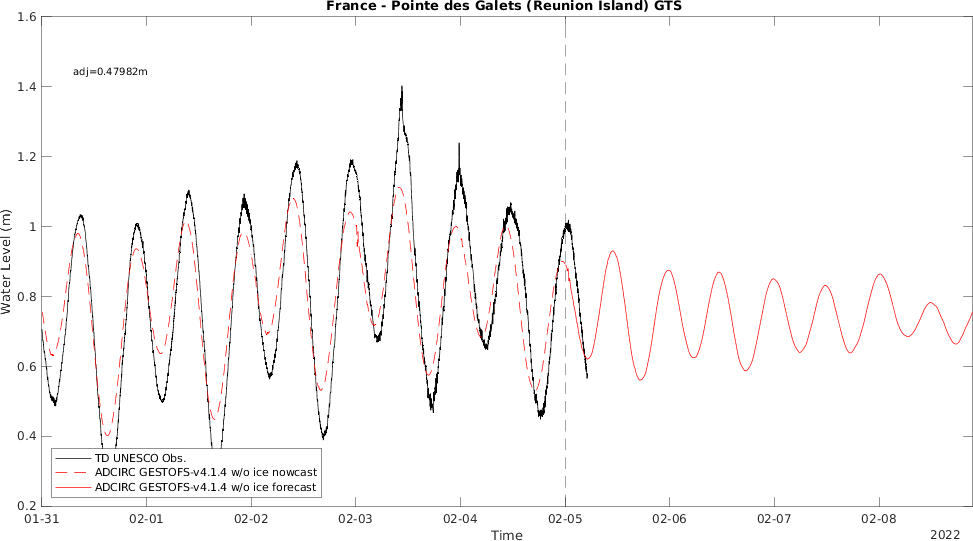 France - Pointe des Galets (Reunion Island) GTS
1.6
1.4
1.2
1
0.8
0.6
0.4
0.2
Water Level (m)
adj=0.47982m
TD UNESCO Obs.
ADCIRC GESTOFS-v4.1.4 w/o ice nowcast
ADCIRC GESTOFS-v4.1.4 w/o ice forecast
01-31 02-01 02-02 02-03 02-04 02-05 02-06 02-07 02-08
Time
2022